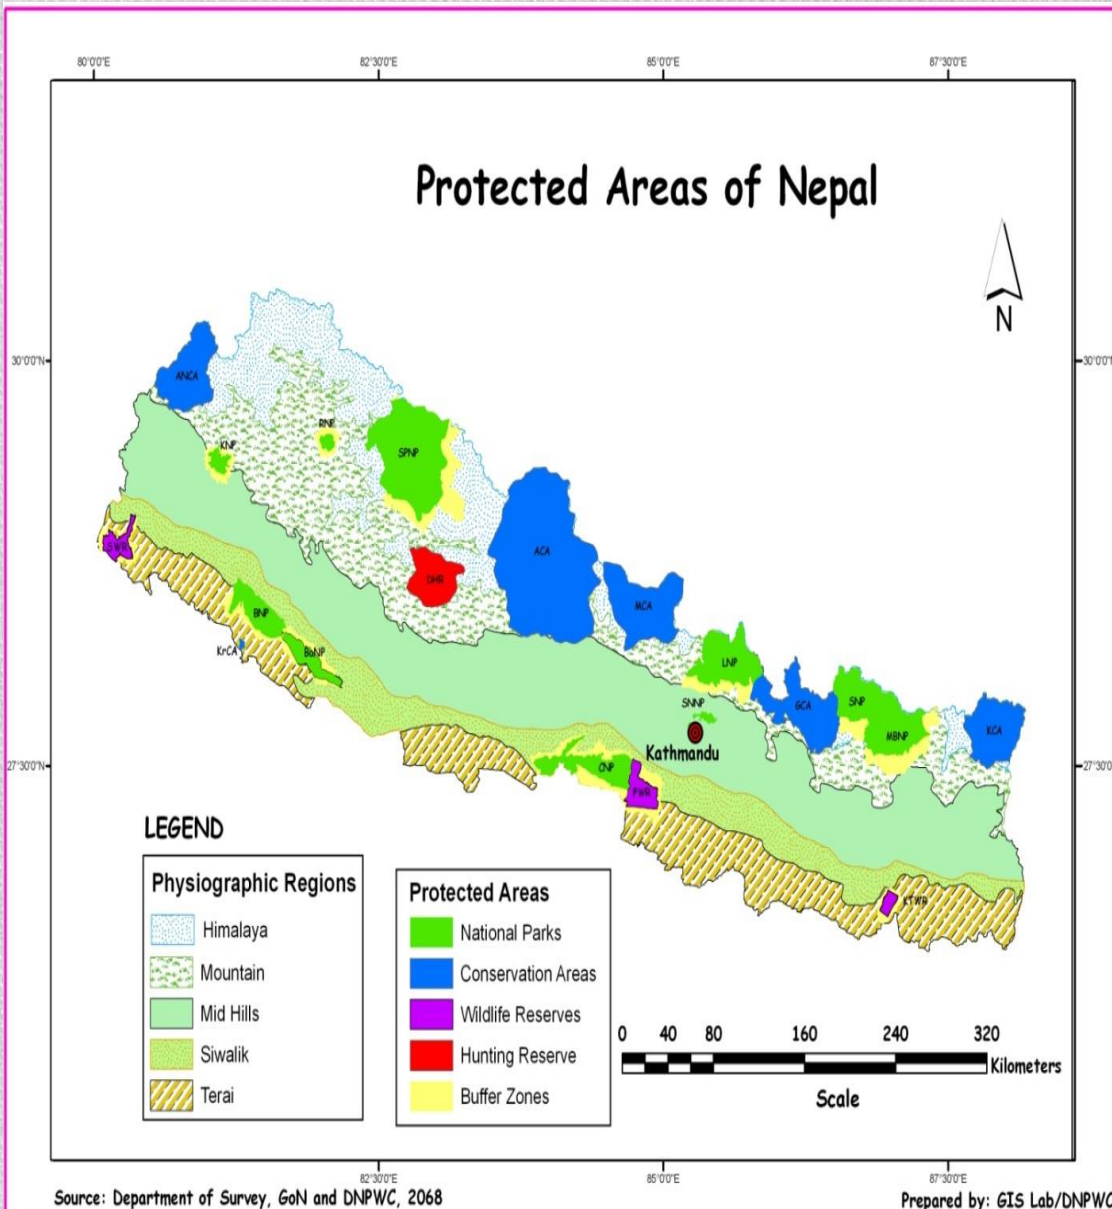 80°0'0"E
82°30'0"E
85°0'0"E
87°30'0"E
Protected Areas of Nepal
N
30°0'0"N
30°0'0"N
ANCA
RNP
KNP
SPNP
SWR
ACA
DHR
MCA
BNP
KrCA
BaNP
LNP
SNNP
GCA
SNP
MBNP
KCA
Kathmandu
27°30'0"N
27°30'0"N
CNP
PWR
KTWR
LEGEND
Physiographic Regions
Himalaya
Mountain
Mid Hills
Siwalik
Terai
Protected Areas
National Parks
Conservation Areas
Wildlife Reserves
Hunting Reserve
Buffer Zones
0 40 80 160 240 320
Kilometers
Scale
82°30'0"E
85°0'0"E
87°30'0"E
Source: Department of Survey, GoN and DNPWC, 2068
Prepared by: GIS Lab/DNPWC